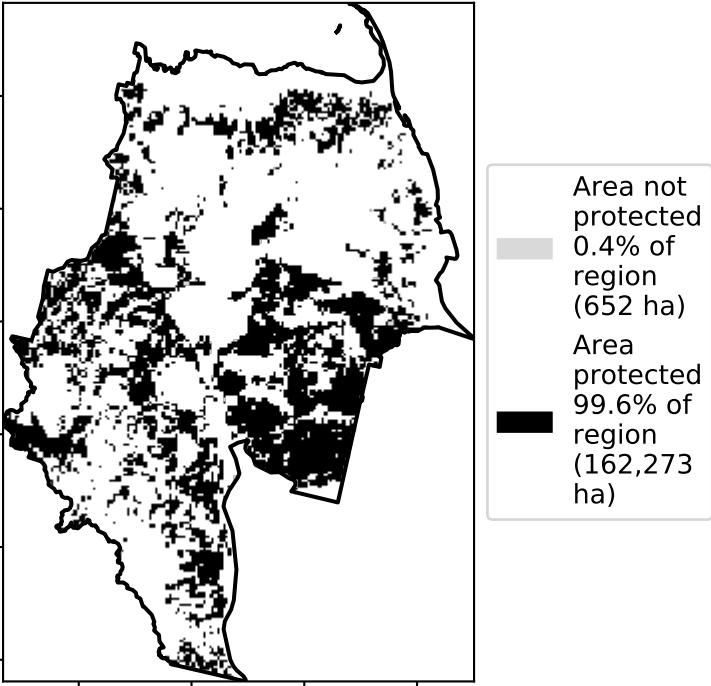 Area not
protected
0.4% of
region
(652 ha)
Area
protected
99.6% of
region
(162,273
ha)